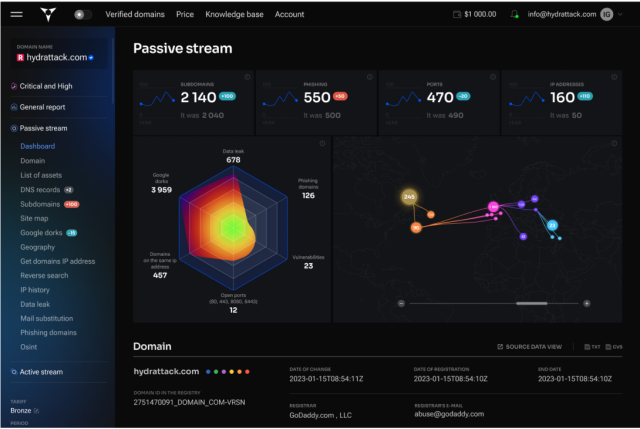 Verified domains Price Knowledge base Account $1 000.00 info@hydrattack.com IG
DOMAIN NAME
R hydrattack.com
Critical and High
General report
Passive stream
Dashboard
Domain
List of assets
DNS records +2
Subdomains +100
Site map
Google dorks
Geography
Get domains IP address
Reverse search
IP history
Data leak
Mail substitution
Phishing domains
Osint
Active stream
TARIFF
Bronze
PERIOD
Passive stream
SUBDOMAINS
2 140 +100
It was 2 040
PHISHING
550 +50
It was 500
PORTS
470 -20
It was 490
IP ADDRESSES
160 +110
It was 50
Data leak
678
Google
dorks
3 959
Phishing
domains
126
Domains
on the same ip
address
457
Vulnerabilities
23
Open ports
(80, 443, 8080, 8443)
12
245
Domain
SOURCE DATA VIEW TXT CVS
hydrattack.com
DATE OF CHANGE
2023-01-15T08:54:11Z
DATE OF REGISTRATION
2023-01-15T08:54:10Z
END DATE
2023-01-15T08:54:10Z
DOMAIN ID IN THE REGISTRY
2751470091_DOMAIN_COM-VRSN
REGISTRAR
GoDaddy.com , LLC
REGISTRAR'S E-MAIL
abuse@godaddy.com